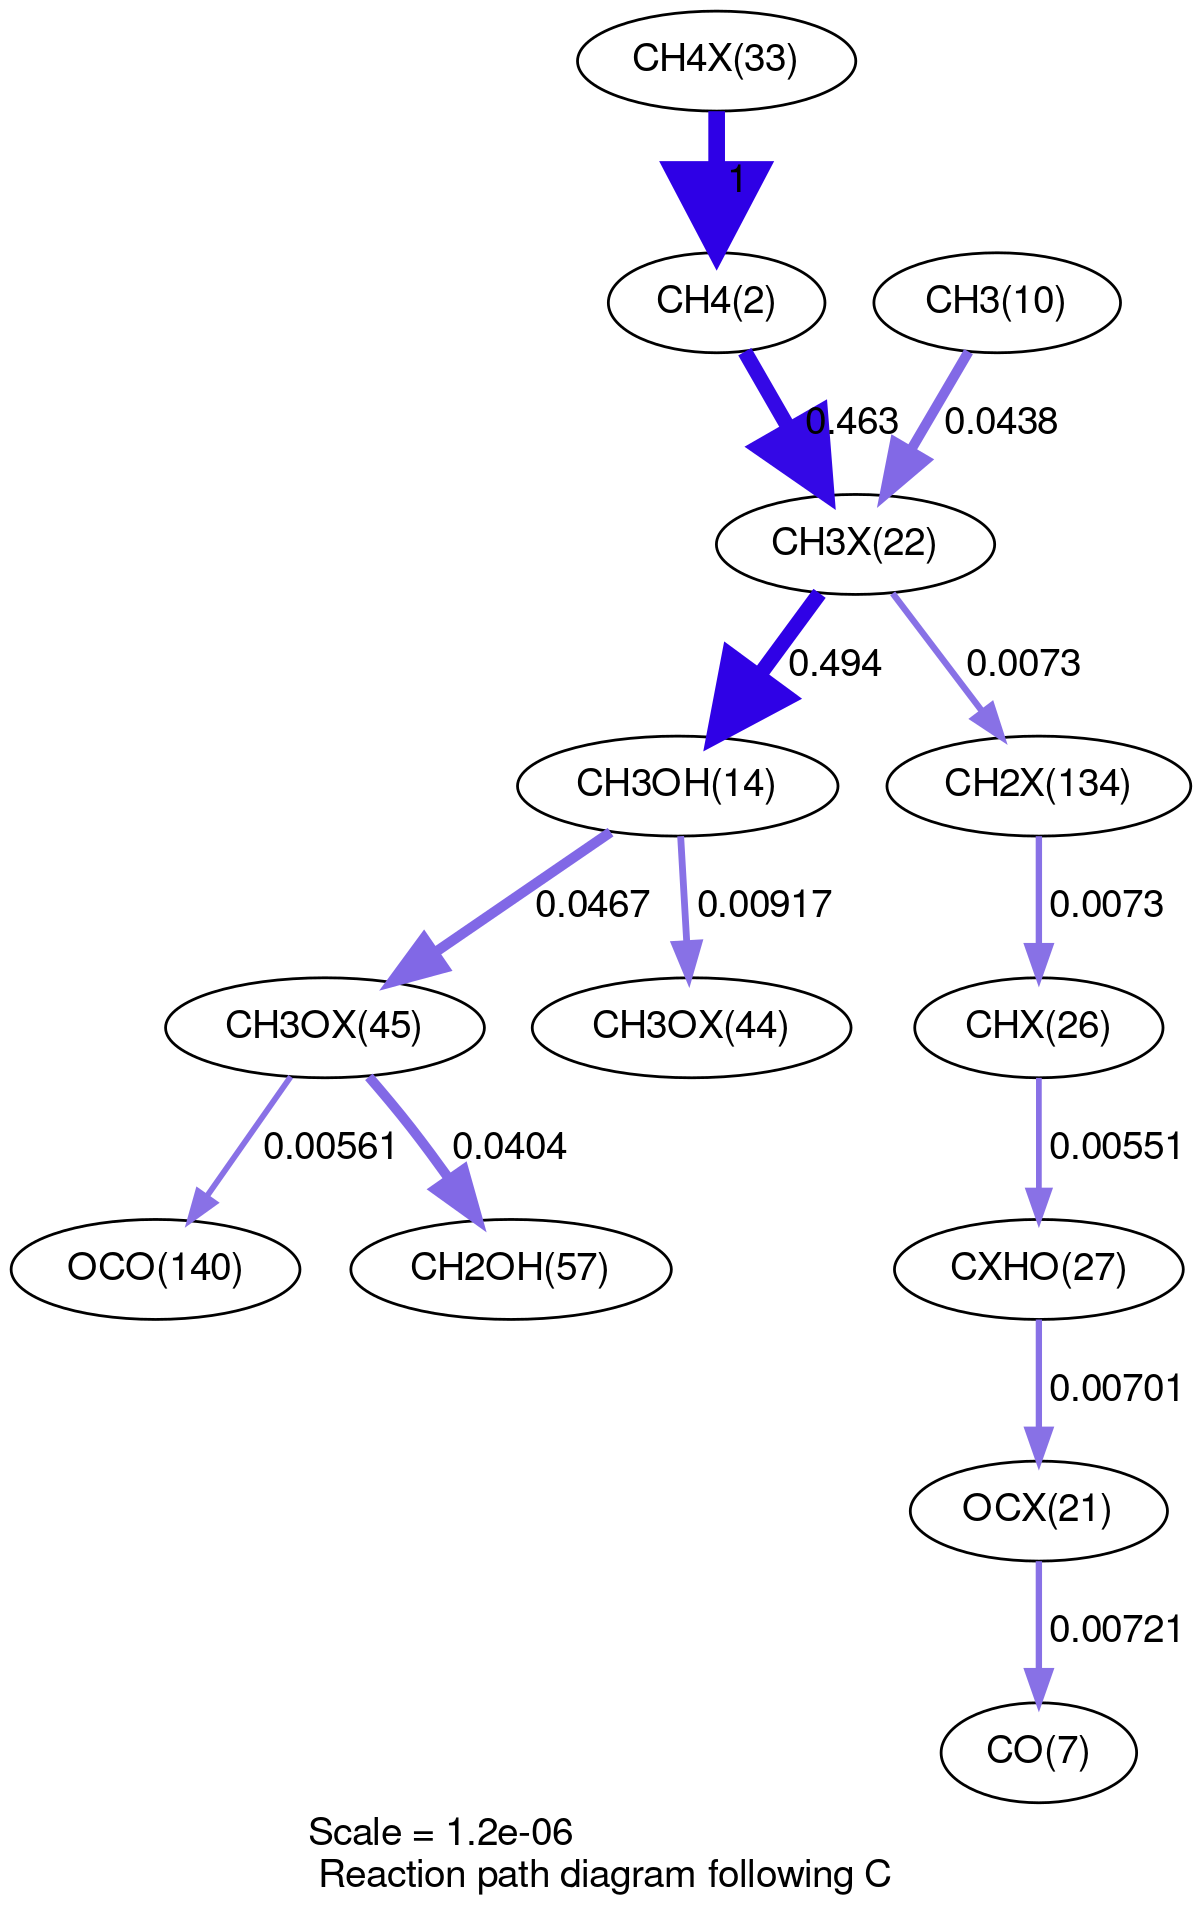 CH4X(33)
1
CH4(2)
CH3(10)
0.463
0.0438
CH3X(22)
0.494
0.0073
CH3OH(14)
CH2X(134)
0.0467
0.00917
0.0073
CH3OX(45)
CH3OX(44)
CHX(26)
0.00561
0.0404
0.00551
OCO(140)
CH2OH(57)
CXHO(27)
0.00701
OCX(21)
0.00721
CO(7)
Scale = 1.2e-06
Reaction path diagram following C